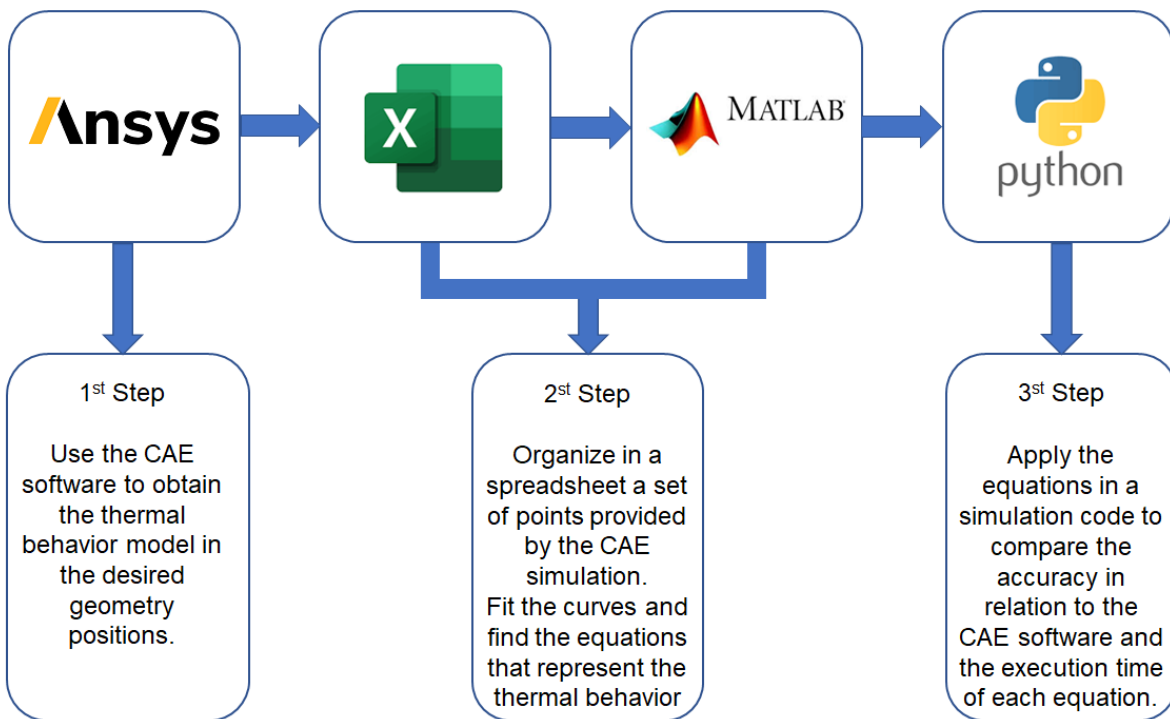 Ansys
X
MATLAB
python
1st Step
Use the CAE
software to obtain
the thermal
behavior model in
the desired
geometry
positions.
2st Step
Organize in a
spreadsheet a set
of points provided
by the CAE
simulation.
Fit the curves and
find the equations
that represent the
thermal behavior
3st Step
Apply the
equations in a
simulation code to
compare the
accuracy in
relation to the
CAE software and
the execution time
of each equation.